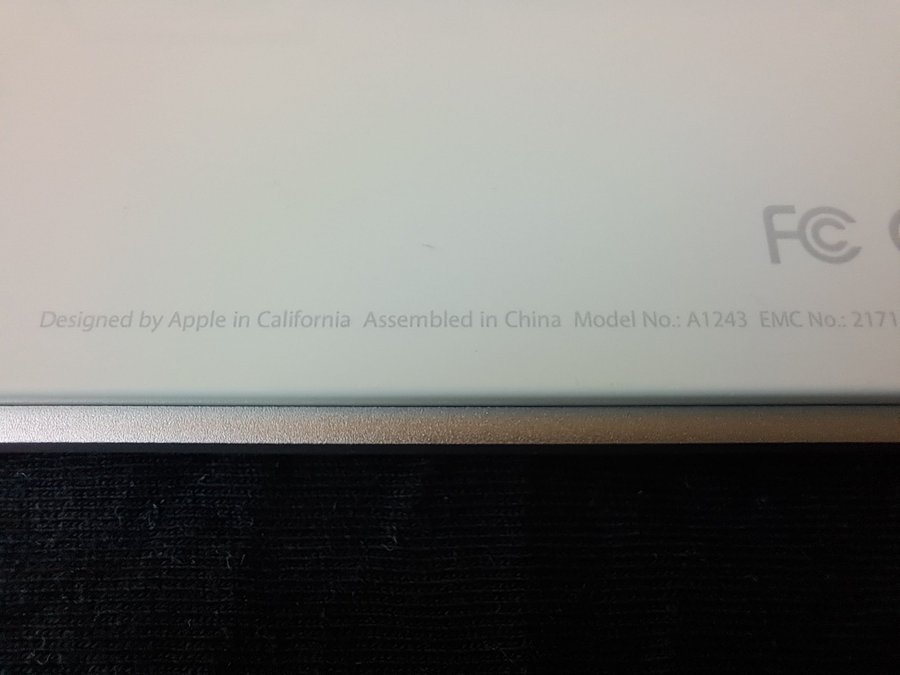 FC
Designed by Apple in California Assembled in China Model No.: A1243 EMC No.: 2171